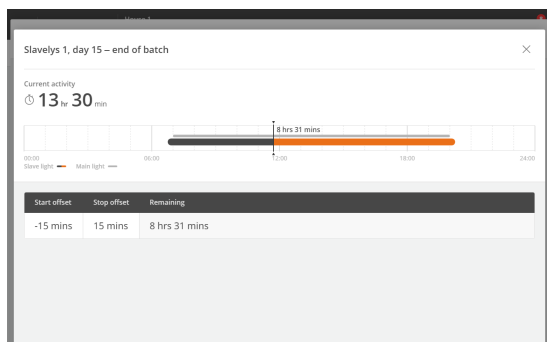 Slavelys 1, day 15 – end of batch
Current activity
13 hr 30 min
8 hrs 31 mins
00:00 06:00 12:00 18:00 24:00
Slave light Main light
Start offset Stop offset Remaining
-15 mins 15 mins 8 hrs 31 mins